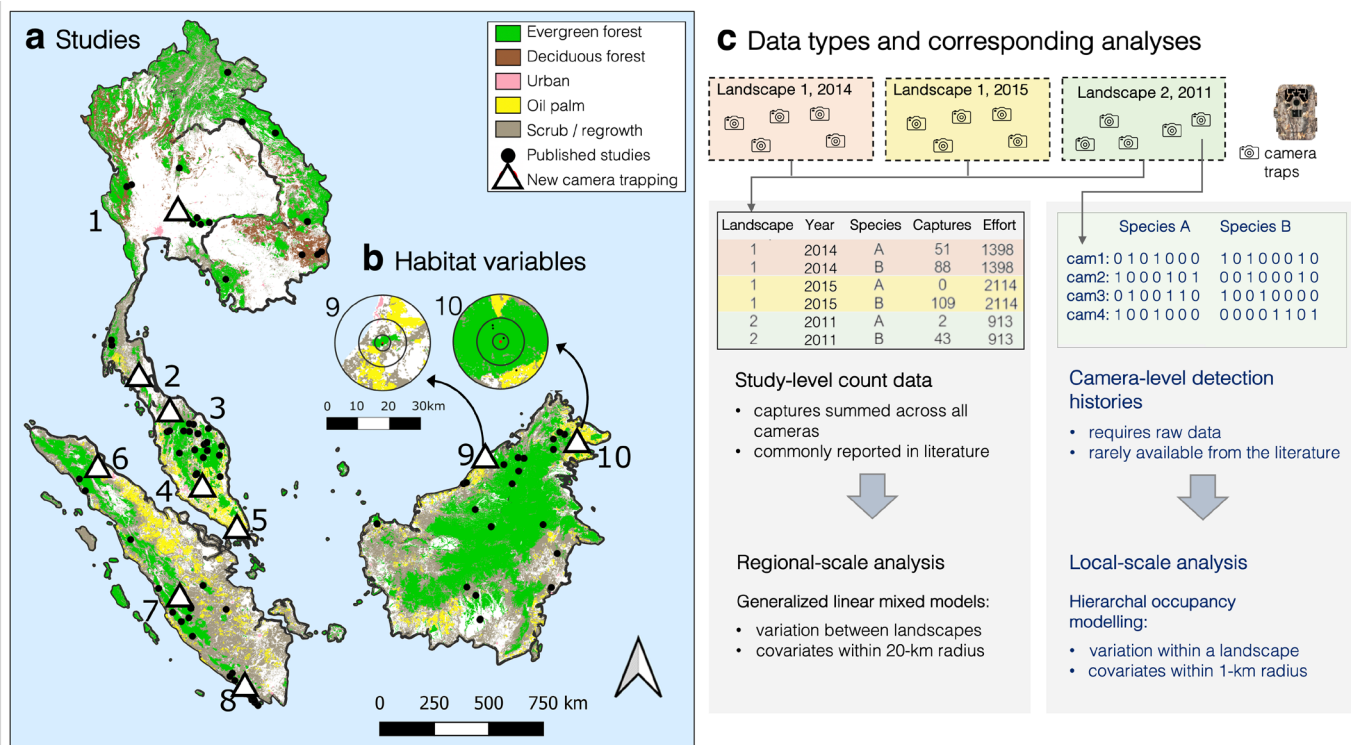 a Studies
Evergreen forest
Deciduous forest
Urban
Oil palm
Scrub / regrowth
Published studies
New camera trapping
1
2
3
4
5
6
7
8
9
10
b Habitat variables
9
10
0 10 20 30km
0 250 500 750 km
c Data types and corresponding analyses
Landscape 1, 2014
Landscape 1, 2015
Landscape 2, 2011
camera
traps
Landscape Year Species Captures Effort
1 2014 A 51 1398
1 2014 B 88 1398
1 2015 A 0 2114
1 2015 B 109 2114
2 2011 A 2 913
2 2011 B 43 913
Study-level count data
• captures summed across all
cameras
• commonly reported in literature
Regional-scale analysis
Generalized linear mixed models:
• variation between landscapes
• covariates within 20-km radius
Species A Species B
cam1: 0 1 0 1 0 0 0 1 0 1 0 0 0 1 0
cam2: 1 0 0 0 1 0 1 0 0 1 0 0 0 1 0
cam3: 0 1 0 0 1 1 0 1 0 0 1 0 0 0 0
cam4: 1 0 0 1 0 0 0 0 0 0 0 1 1 0 1
Camera-level detection
histories
• requires raw data
• rarely available from the literature
Local-scale analysis
Hierarchal occupancy
modelling:
• variation within a landscape
• covariates within 1-km radius